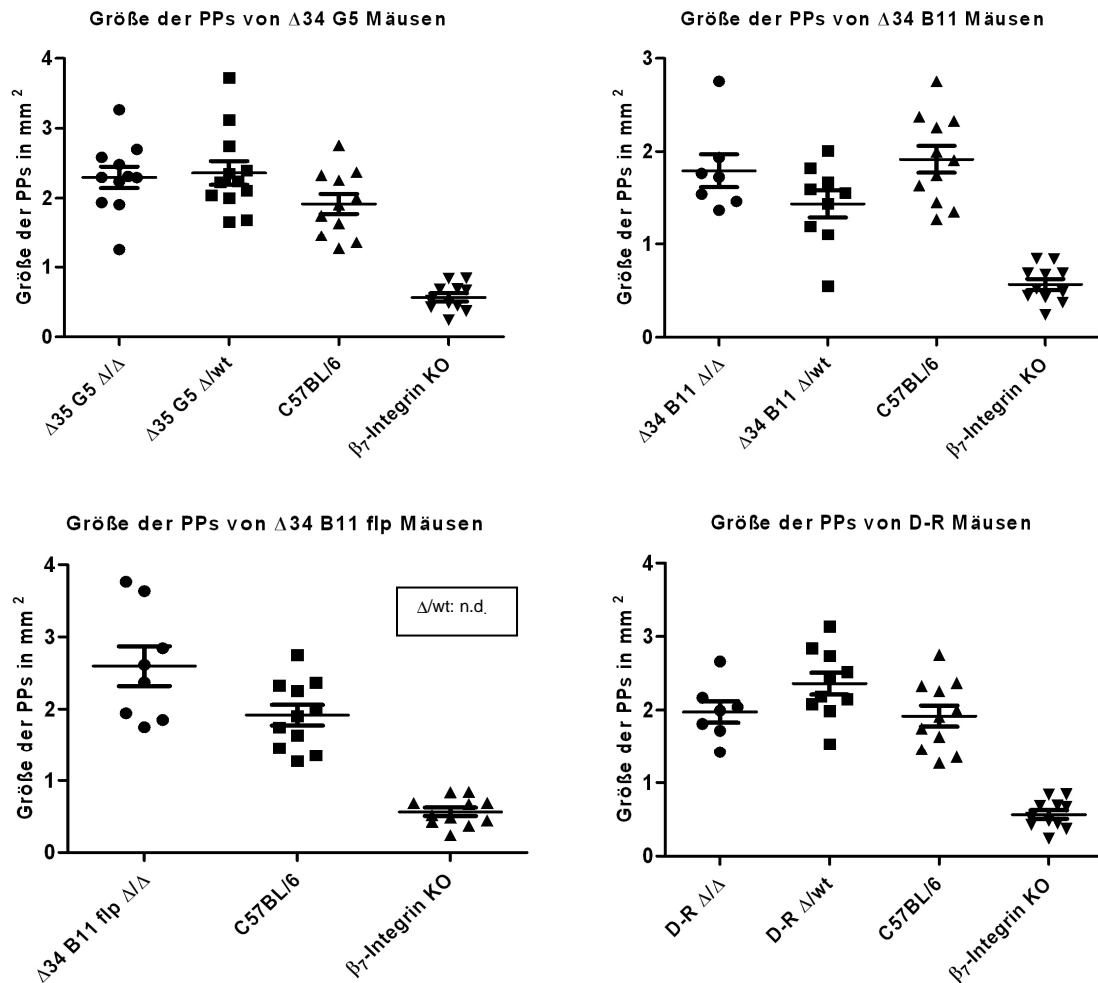 Größe der PPs von Δ34 G5 Mäusen
Größe der PPs in mm²
4
3
2
1
0
Δ35 G5 Δ/Δ
Δ35 G5 Δ/wt
C57BL/6
β₇-Integrin KO
Größe der PPs von Δ34 B11 Mäusen
Größe der PPs in mm²
3
2
1
0
Δ34 B11 Δ/Δ
Δ34 B11 Δ/wt
C57BL/6
β₇-Integrin KO
Größe der PPs von Δ34 B11 flp Mäusen
Größe der PPs in mm²
4
3
2
1
0
Δ/wt: n.d.
Δ34 B11 flp Δ/Δ
C57BL/6
β₇-Integrin KO
Größe der PPs von D-R Mäusen
Größe der PPs in mm²
4
3
2
1
0
D-R Δ/Δ
D-R Δ/wt
C57BL/6
β₇-Integrin KO